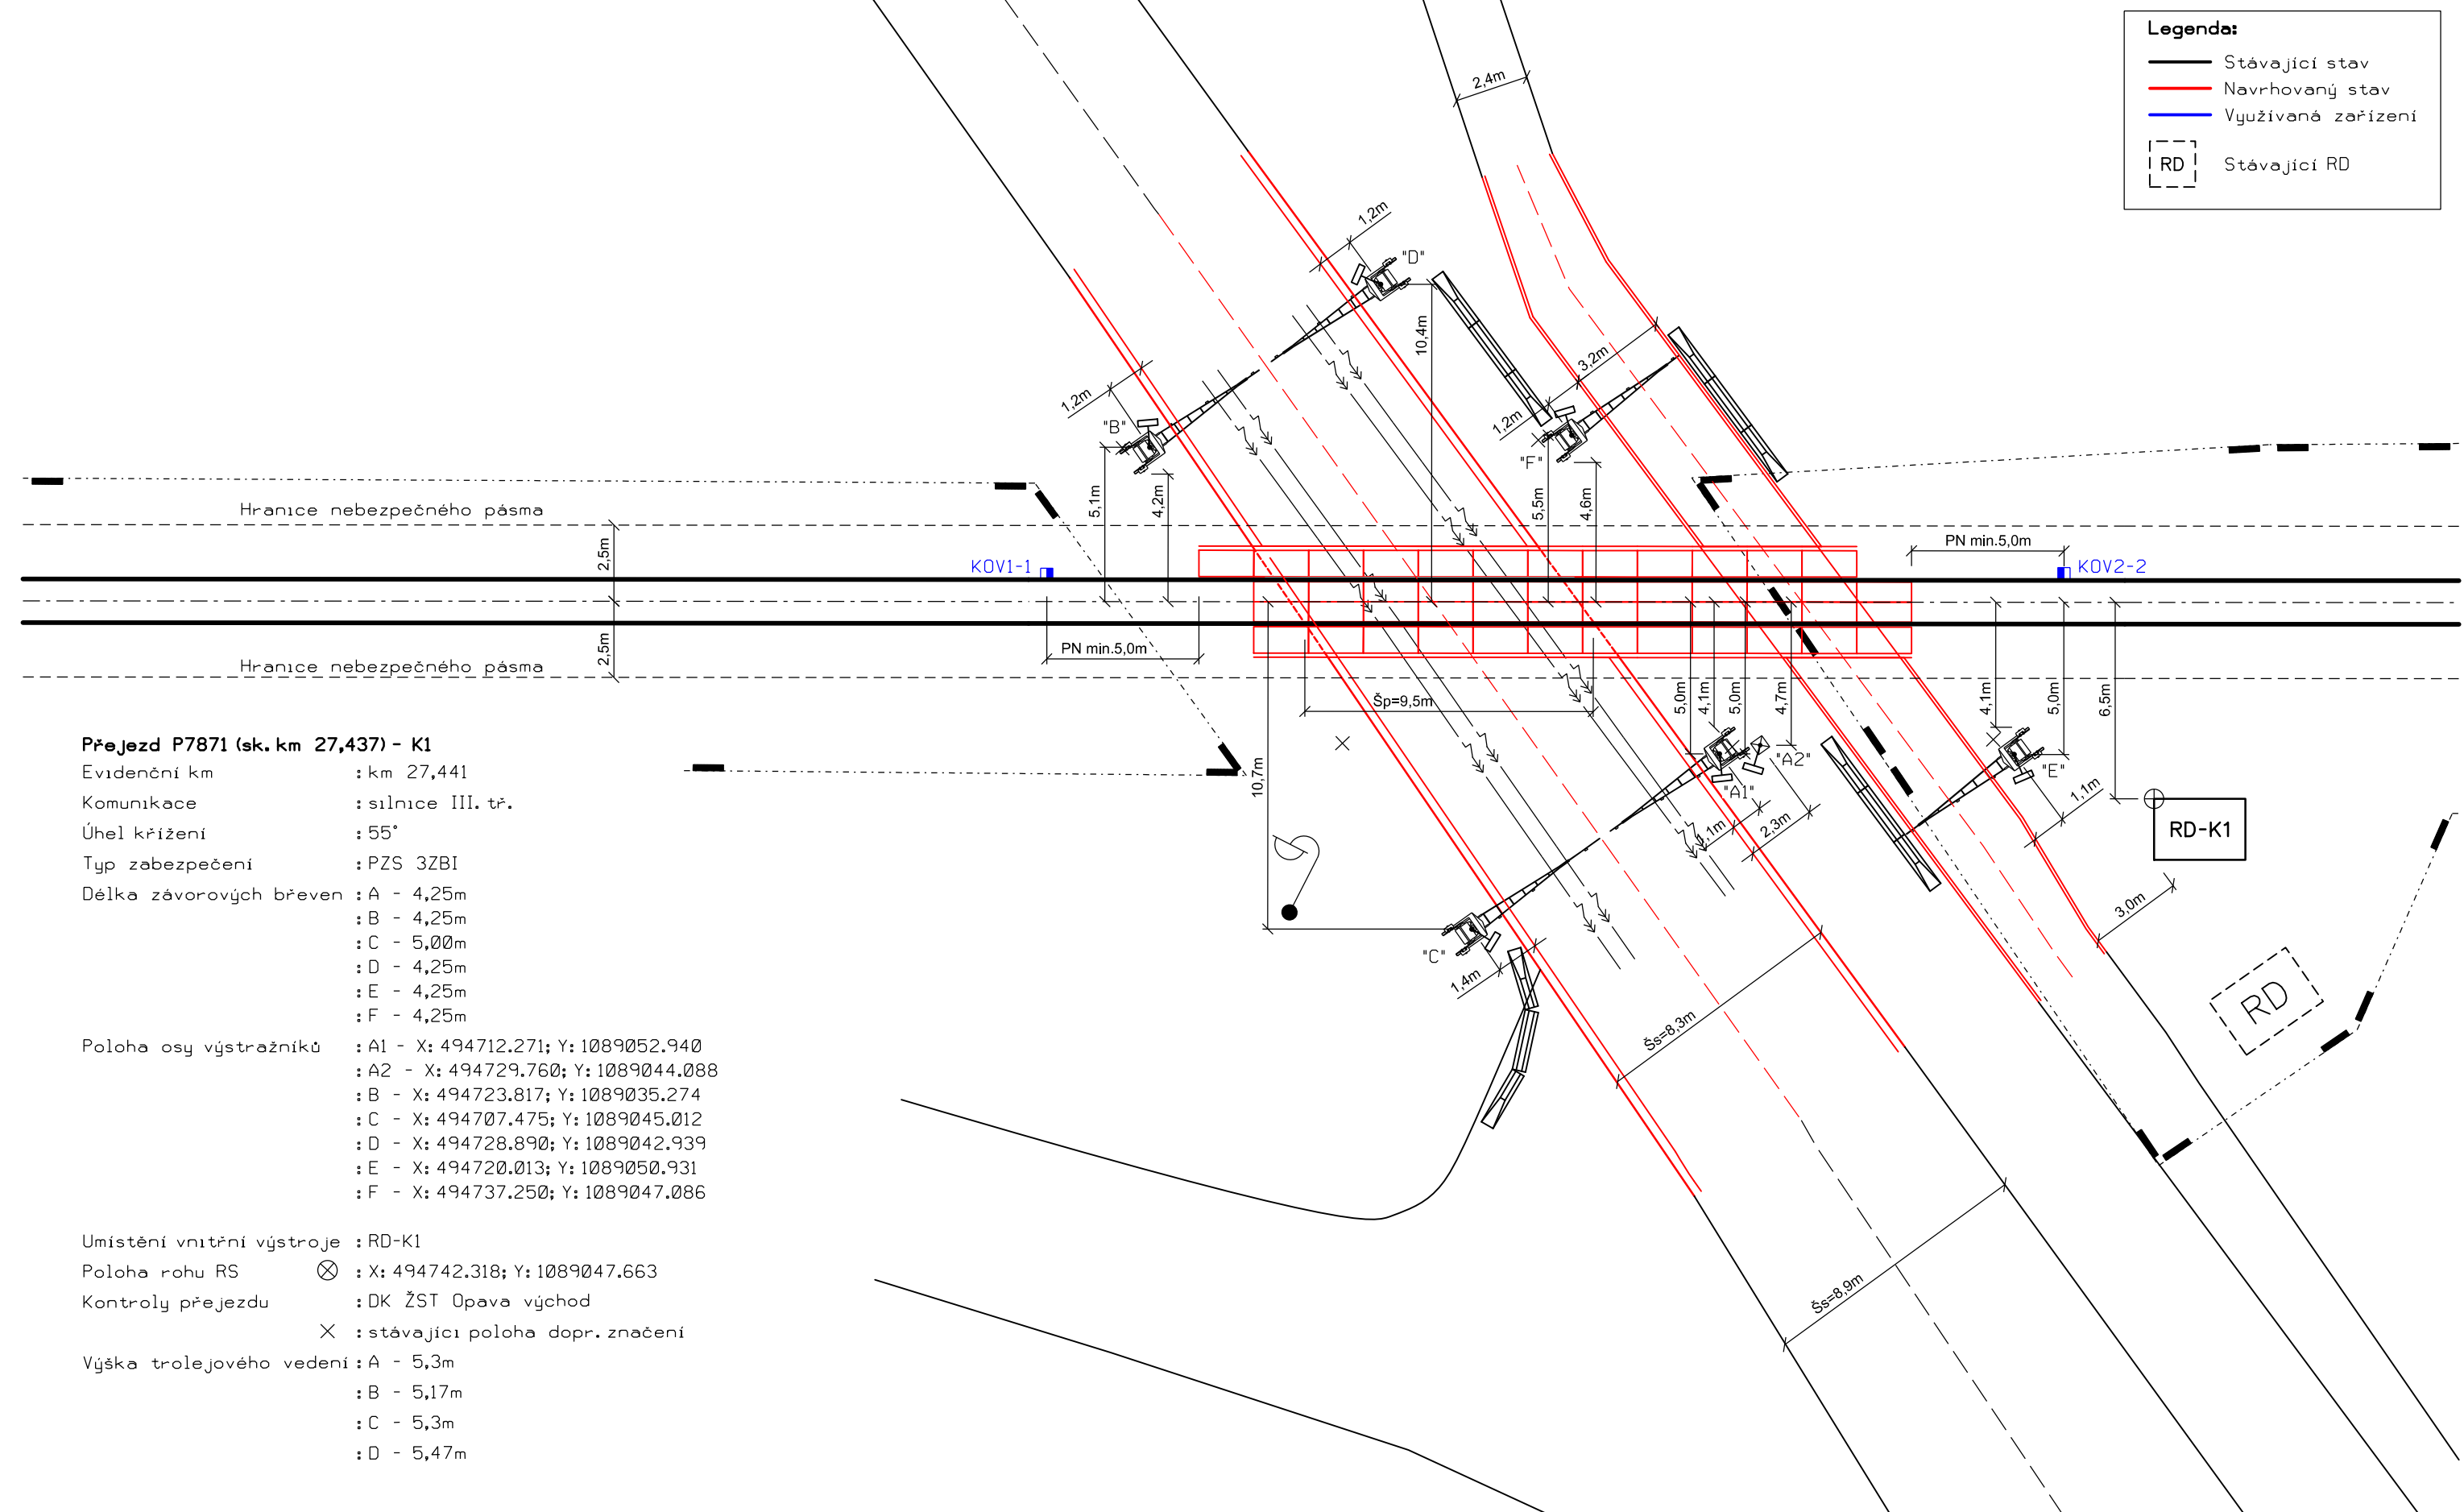 Legenda:
Stávající stav
Navrhovaný stav
Využívaná zařízení
RD Stávající RD
2,4m
1,2m
"D"
10,4m
3,2m
1,2m
"B"
1,2m
"F"
5,1m
4,2m
5,5m
4,6m
Hranice nebezpečného pásma
2,5m
KOV1-1
PN min.5,0m
KOV2-2
2,5m
Hranice nebezpečného pásma
PN min.5,0m
Šp=9,5m
5,0m
4,1m
5,0m
4,7m
4,1m
5,0m
6,5m
10,7m
"A2"
"A1"
"E"
1,1m
2,3m
1,1m
RD-K1
3,0m
"C"
1,4m
RD
Šs=8,3m
Šs=8,9m
Přejezd P7871 (sk. km 27,437) - K1
Evidenční km : km 27,441
Komunikace : silnice III. tř.
Úhel křížení : 55°
Typ zabezpečení : PZS 3ZBI
Délka závorových břeven : A - 4,25m
: B - 4,25m
: C - 5,00m
: D - 4,25m
: E - 4,25m
: F - 4,25m
Poloha osy výstražníků : A1 - X: 494712.271; Y: 1089052.940
: A2 - X: 494729.760; Y: 1089044.088
: B - X: 494723.817; Y: 1089035.274
: C - X: 494707.475; Y: 1089045.012
: D - X: 494728.890; Y: 1089042.939
: E - X: 494720.013; Y: 1089050.931
: F - X: 494737.250; Y: 1089047.086
Umístění vnitřní výstroje : RD-K1
Poloha rohu RS : X: 494742.318; Y: 1089047.663
Kontroly přejezdu : DK ŽST Opava východ
: stávající poloha dopr. značení
Výška trolejového vedení : A - 5,3m
: B - 5,17m
: C - 5,3m
: D - 5,47m